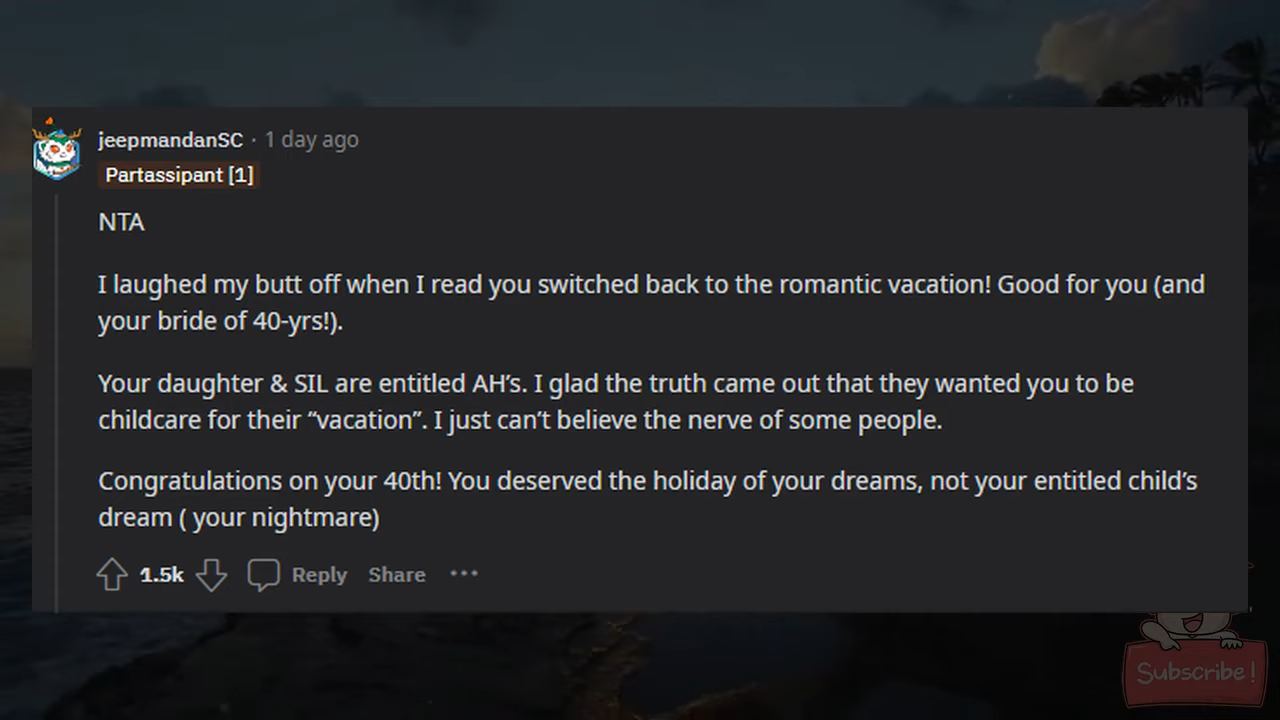 jeepmandanSC · 1 day ago
Partassipant [1]
NTA
I laughed my butt off when I read you switched back to the romantic vacation! Good for you (and
your bride of 40-yrs!).
Your daughter & SIL are entitled AH’s. I glad the truth came out that they wanted you to be
childcare for their “vacation”. I just can’t believe the nerve of some people.
Congratulations on your 40th! You deserved the holiday of your dreams, not your entitled child’s
dream ( your nightmare)
1.5k Reply Share ···
Subscribe!